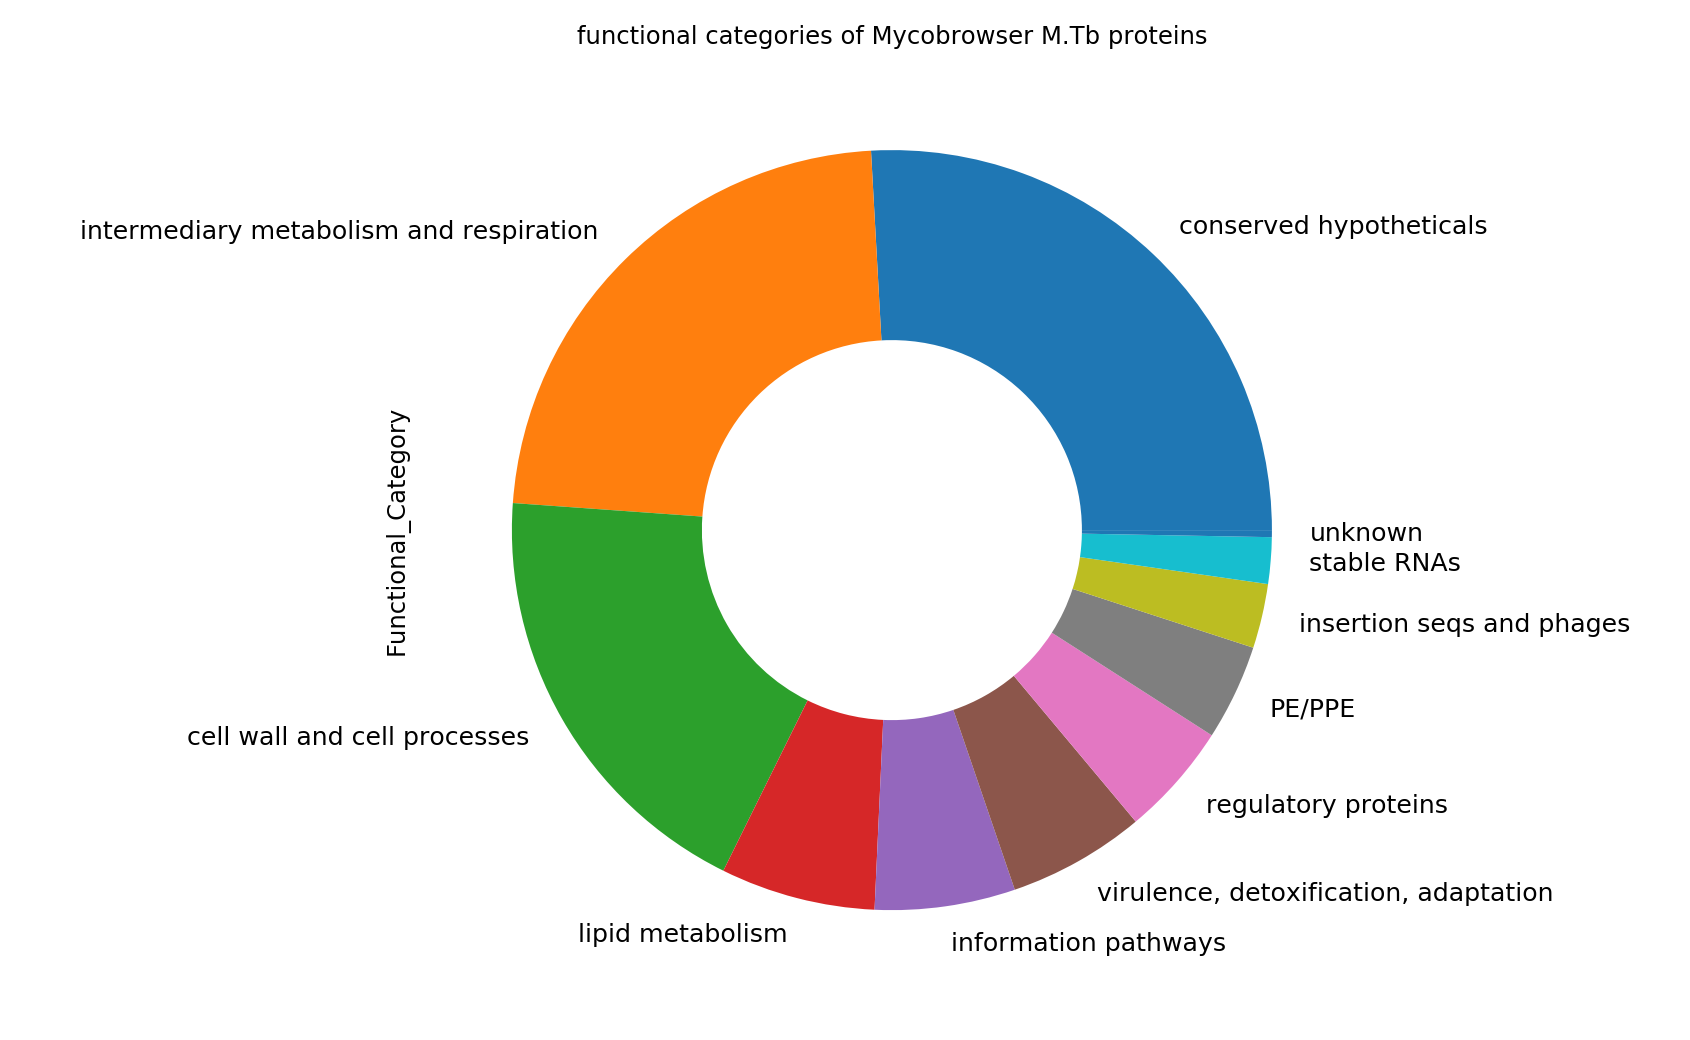 functional categories of Mycobrowser M.Tb proteins
conserved hypotheticals
intermediary metabolism and respiration
Functional_Category
unknown
stable RNAs
insertion seqs and phages
PE/PPE
cell wall and cell processes
regulatory proteins
virulence, detoxification, adaptation
lipid metabolism
information pathways